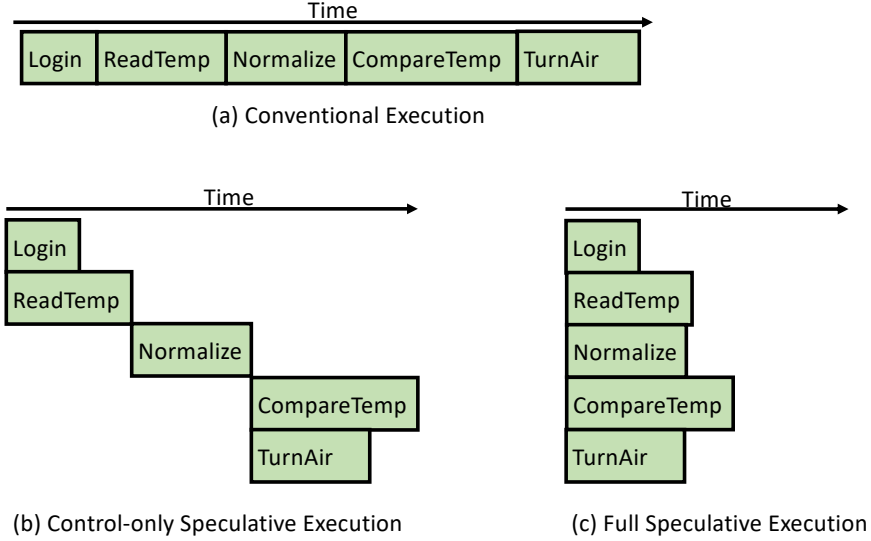 Time
Login ReadTemp Normalize CompareTemp TurnAir
(a) Conventional Execution
Time
Login
ReadTemp
Normalize
CompareTemp
TurnAir
(b) Control-only Speculative Execution
Time
Login
ReadTemp
Normalize
CompareTemp
TurnAir
(c) Full Speculative Execution